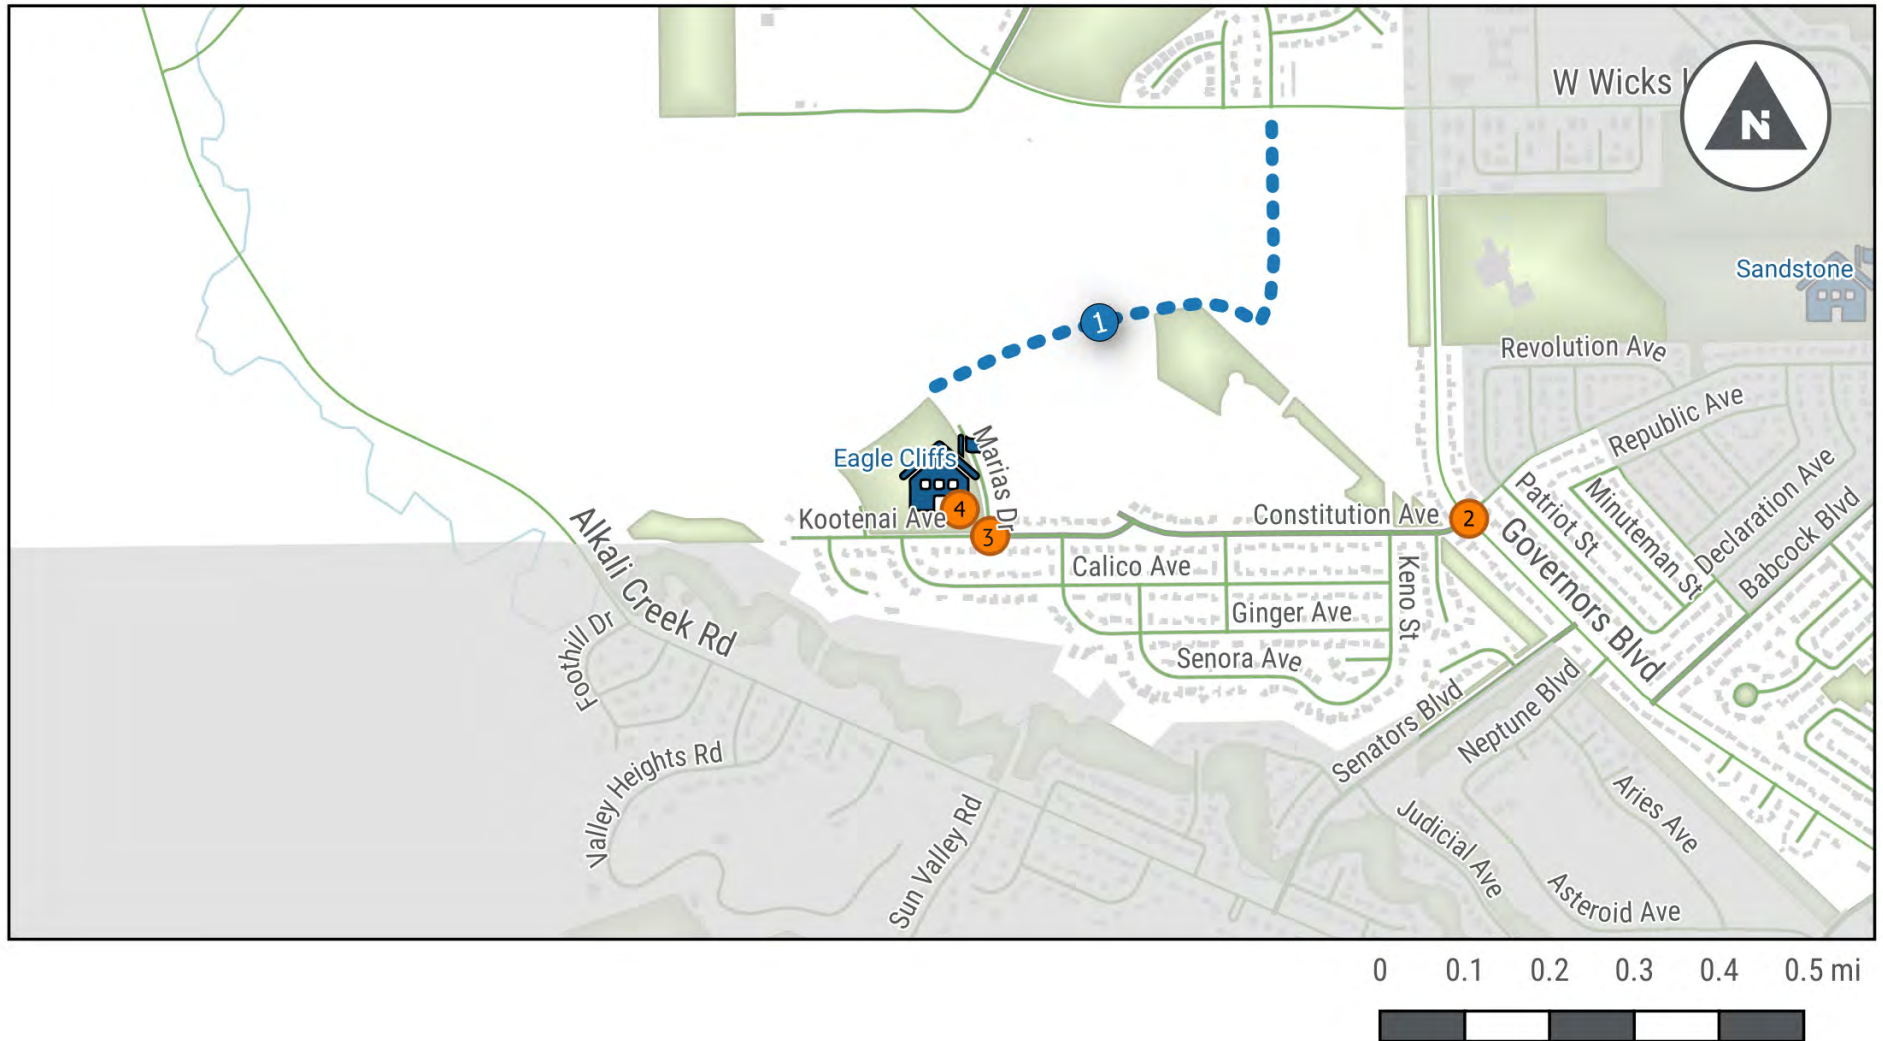 W Wicks
N
Sandstone
1
Revolution Ave
Republic Ave
Eagle Cliffs
Marias Dr
4
Kootenai Ave
3
Constitution Ave
2
Patriot St
Minuteman St
Declaration Ave
Babcock Blvd
Governors Blvd
Alkali Creek Rd
Calico Ave
Keno St
Ginger Ave
Senora Ave
Foothill Dr
Senators Blvd
Neptune Blvd
Valley Heights Rd
Sun Valley Rd
Judicial Ave
Aries Ave
Asteroid Ave
0 0.1 0.2 0.3 0.4 0.5 mi